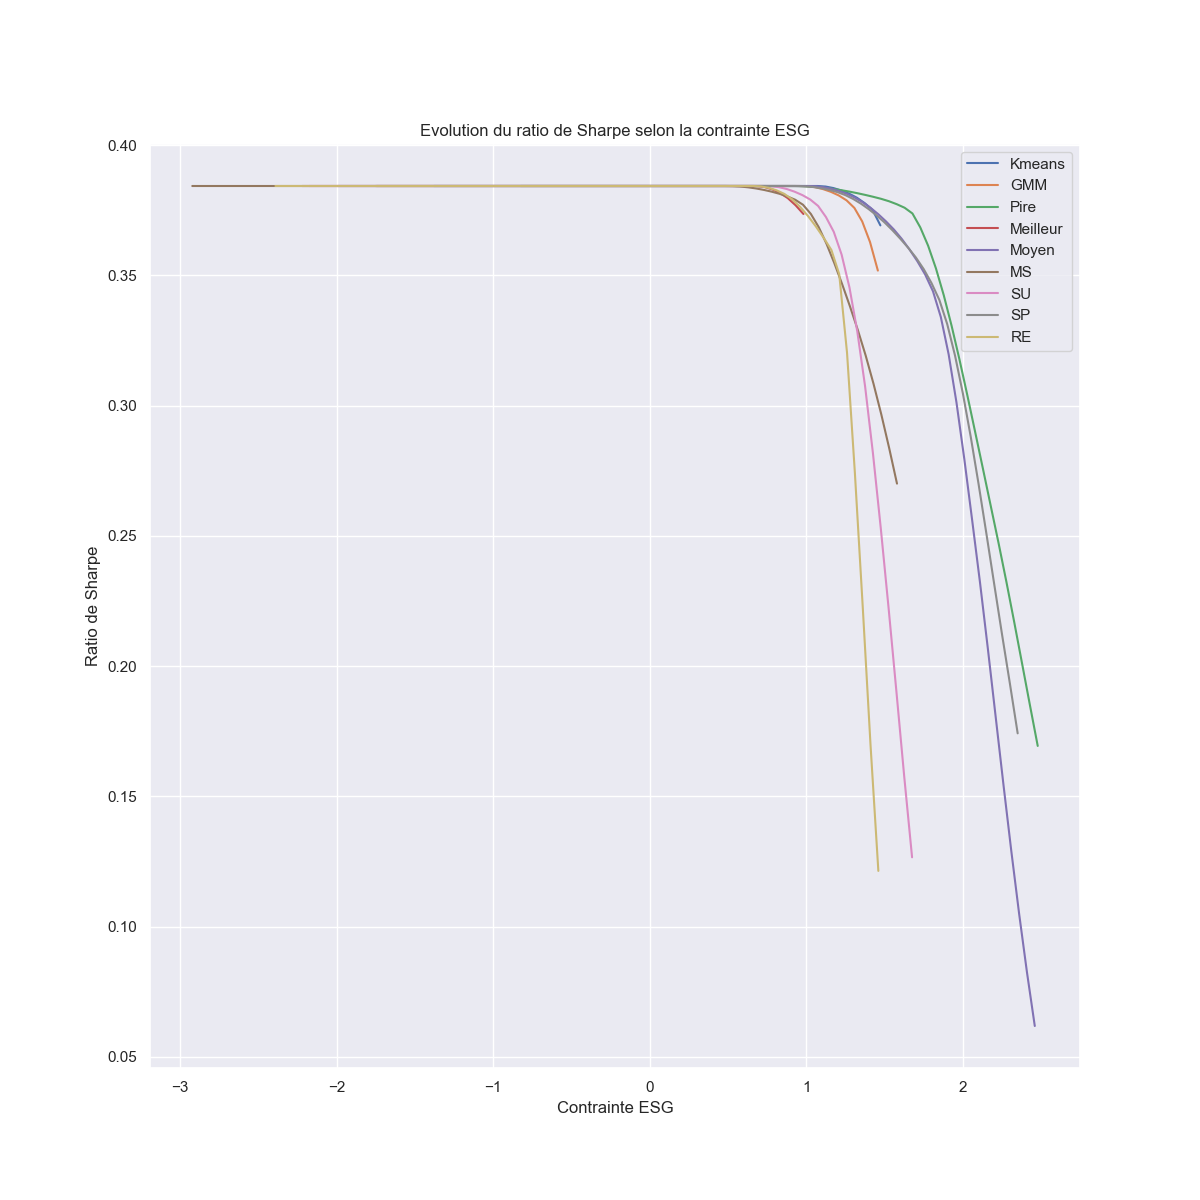 Evolution du ratio de Sharpe selon la contrainte ESG
0.40
0.35
0.30
0.25
0.20
0.15
0.10
0.05
Ratio de Sharpe
Kmeans
GMM
Pire
Meilleur
Moyen
MS
SU
SP
RE
−3
−2
−1
0
1
2
Contrainte ESG